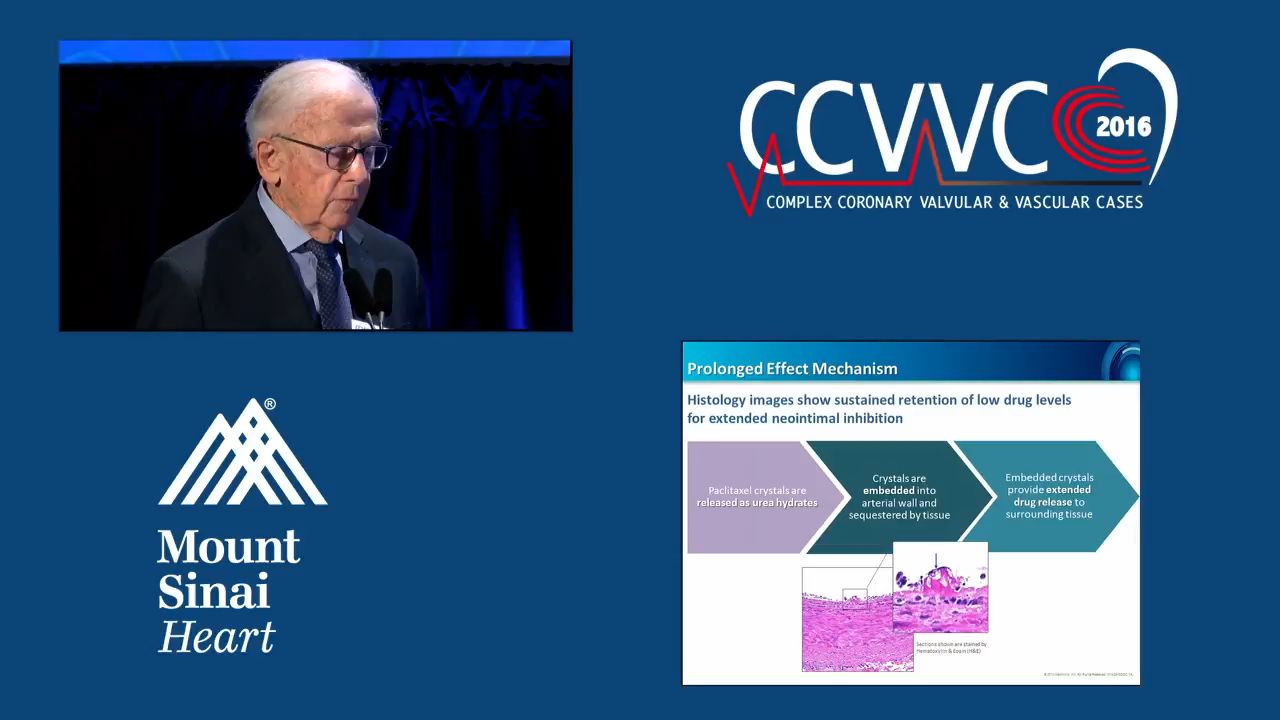 CCVVC
2016
COMPLEX CORONARY VALVULAR & VASCULAR CASES
Mount
Sinai
Heart
®
Prolonged Effect Mechanism
Histology images show sustained retention of low drug levels
for extended neointimal inhibition
Paclitaxel crystals are
released as urea hydrates
Crystals are
embedded into
arterial wall and
sequestered by tissue
Embedded crystals
provide extended
drug release to
surrounding tissue
Sections shown are stained by
Hematoxylin & Eosin (H&E)